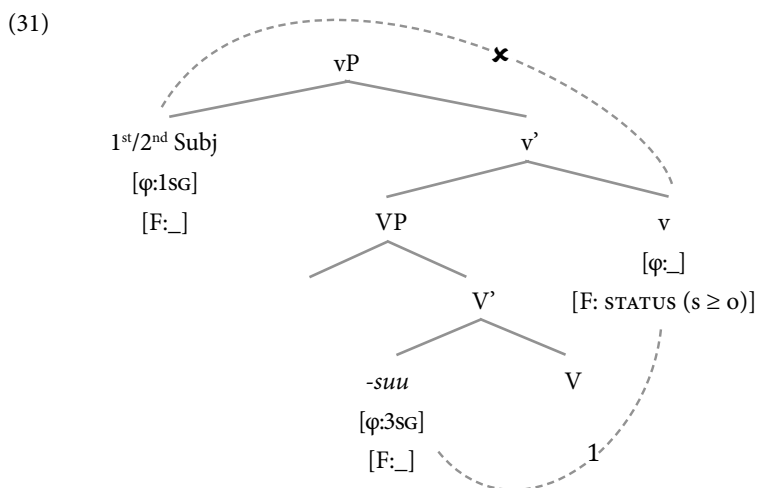 (31)
✘
vP
1st/2nd Subj v'
[φ:1SG]
[F:_] VP v
[φ:_]
V' [F: STATUS (s ≥ o)]
-suu V
[φ:3SG]
[F:_] 1